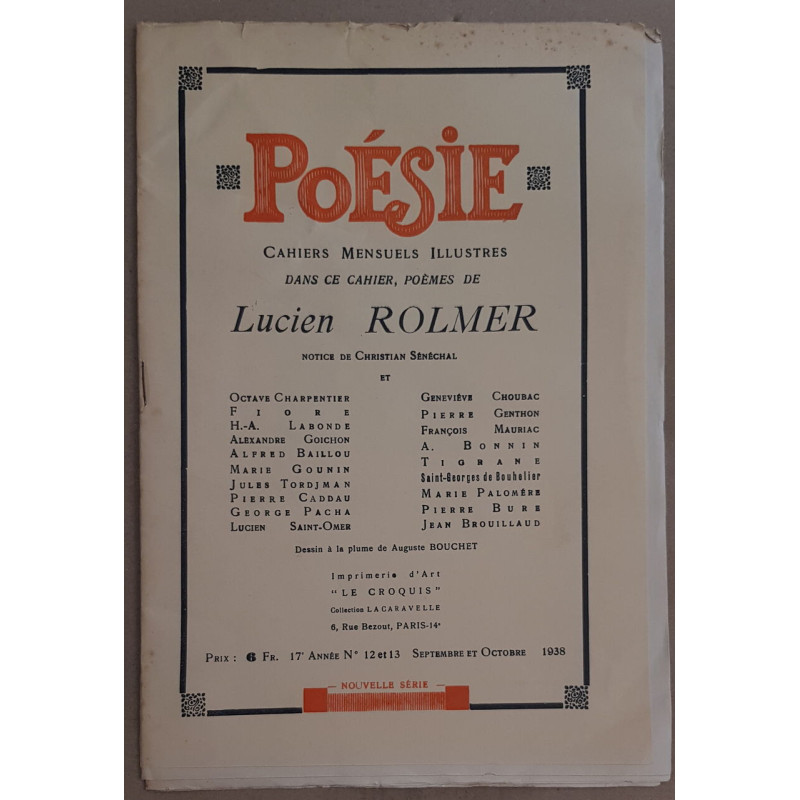 POÉSIE
CAHIERS MENSUELS ILLUSTRES
DANS CE CAHIER, POÈMES DE
Lucien ROLMER
NOTICE DE CHRISTIAN SÉNÉCHAL
ET
OCTAVE CHARPENTIER
FIORE
H.-A. LABONDE
ALEXANDRE GOICHON
ALFRED BAILLOU
MARIE GOUNIN
JULES TORDJMAN
PIERRE CADDAU
GEORGE PACHA
LUCIEN SAINT-OMER
GENEVIÈVE CHOUBAC
PIERRE GENTHON
FRANÇOIS MAURIAC
A. BONNIN
TIGRANE
Saint-Georges de Bouhelier
MARIE PALOMÈRE
PIERRE BURE
JEAN BROUILLAUD
Dessin à la plume de Auguste BOUCHET
Imprimerie d'Art
"LE CROQUIS"
Collection LA CARAVELLE
6, Rue Bezout, PARIS-14e
PRIX : 6 FR. 17e ANNÉE N° 12 et 13 SEPTEMBRE ET OCTOBRE 1938
— NOUVELLE SÉRIE —